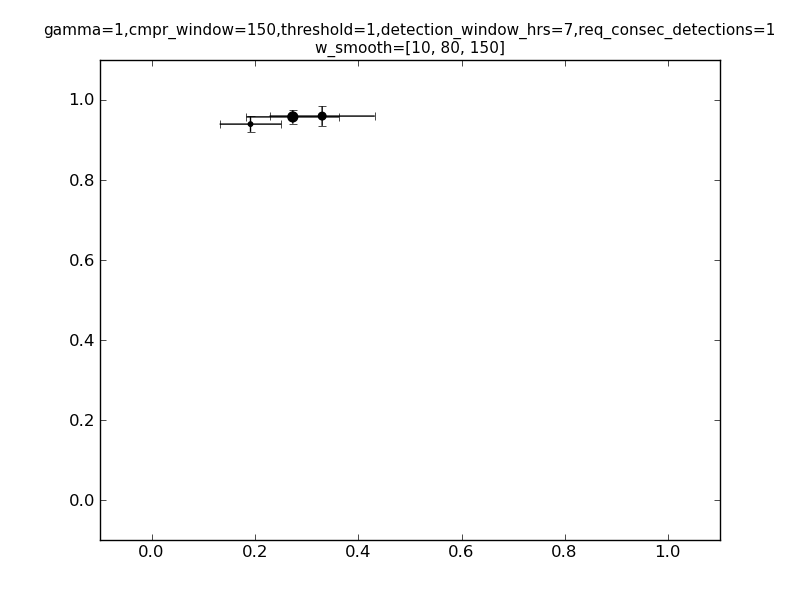 gamma=1,cmpr_window=150,threshold=1,detection_window_hrs=7,req_consec_detections=1
w_smooth=[10, 80, 150]
1.0
0.8
0.6
0.4
0.2
0.0
0.0 0.2 0.4 0.6 0.8 1.0